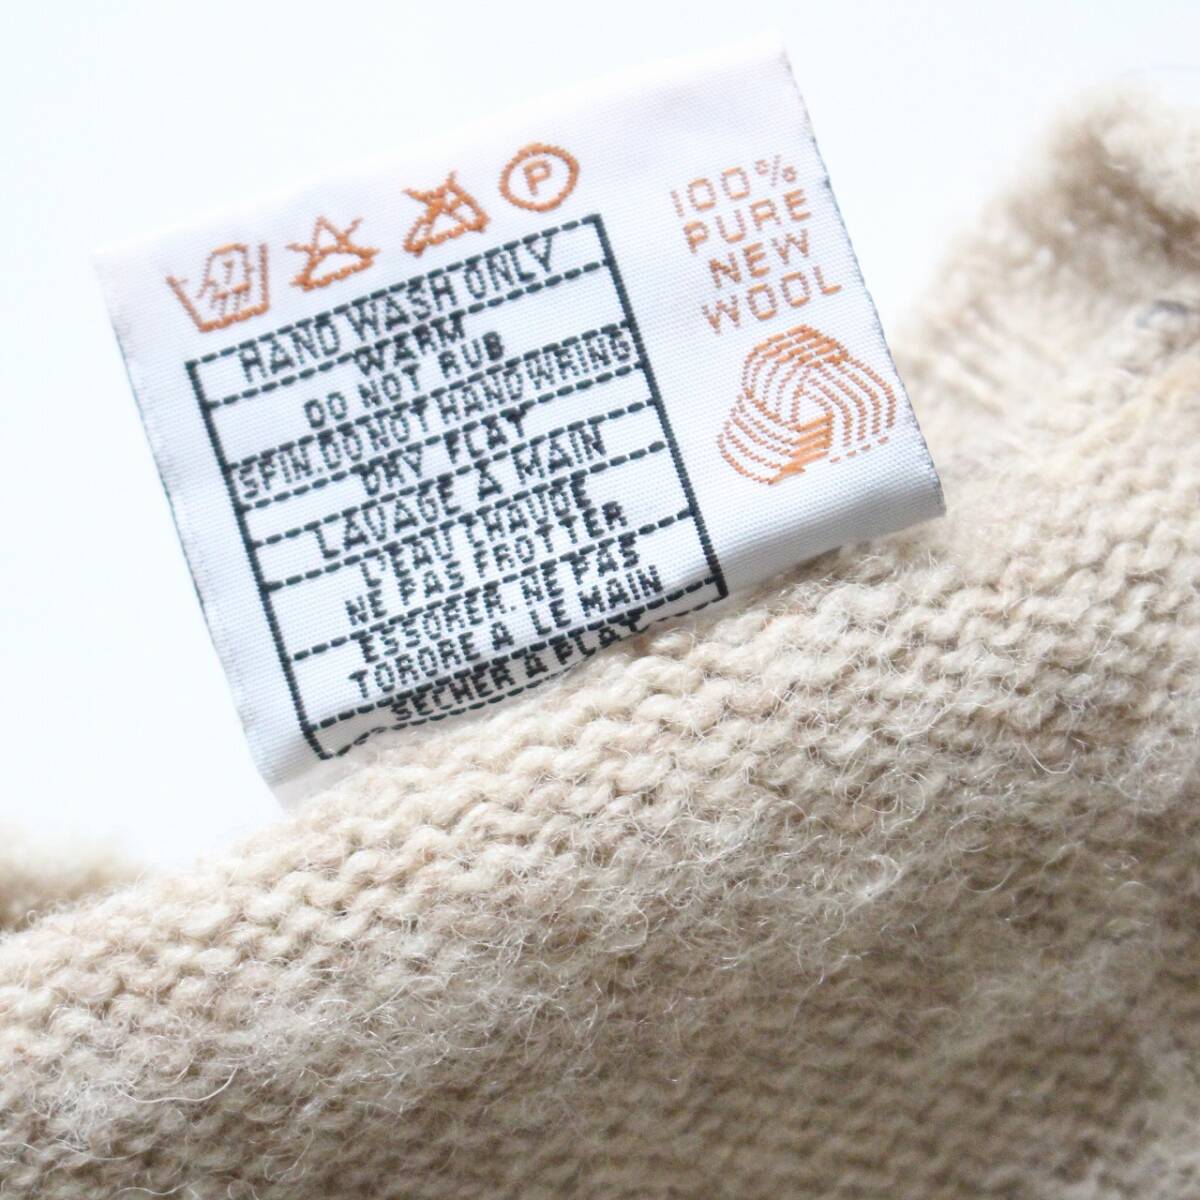 P
HAND WASH ONLY
WARM
DO NOT RUB
SPIN.DO NOT HAND WRING
DRY FLAT
LAVAGE A MAIN
L'EAU CHAUDE
NE PAS FROTTER
ESSORER.NE PAS
TORDRE A LE MAIN
SECHER A PLAT
100%
PURE
NEW
WOOL